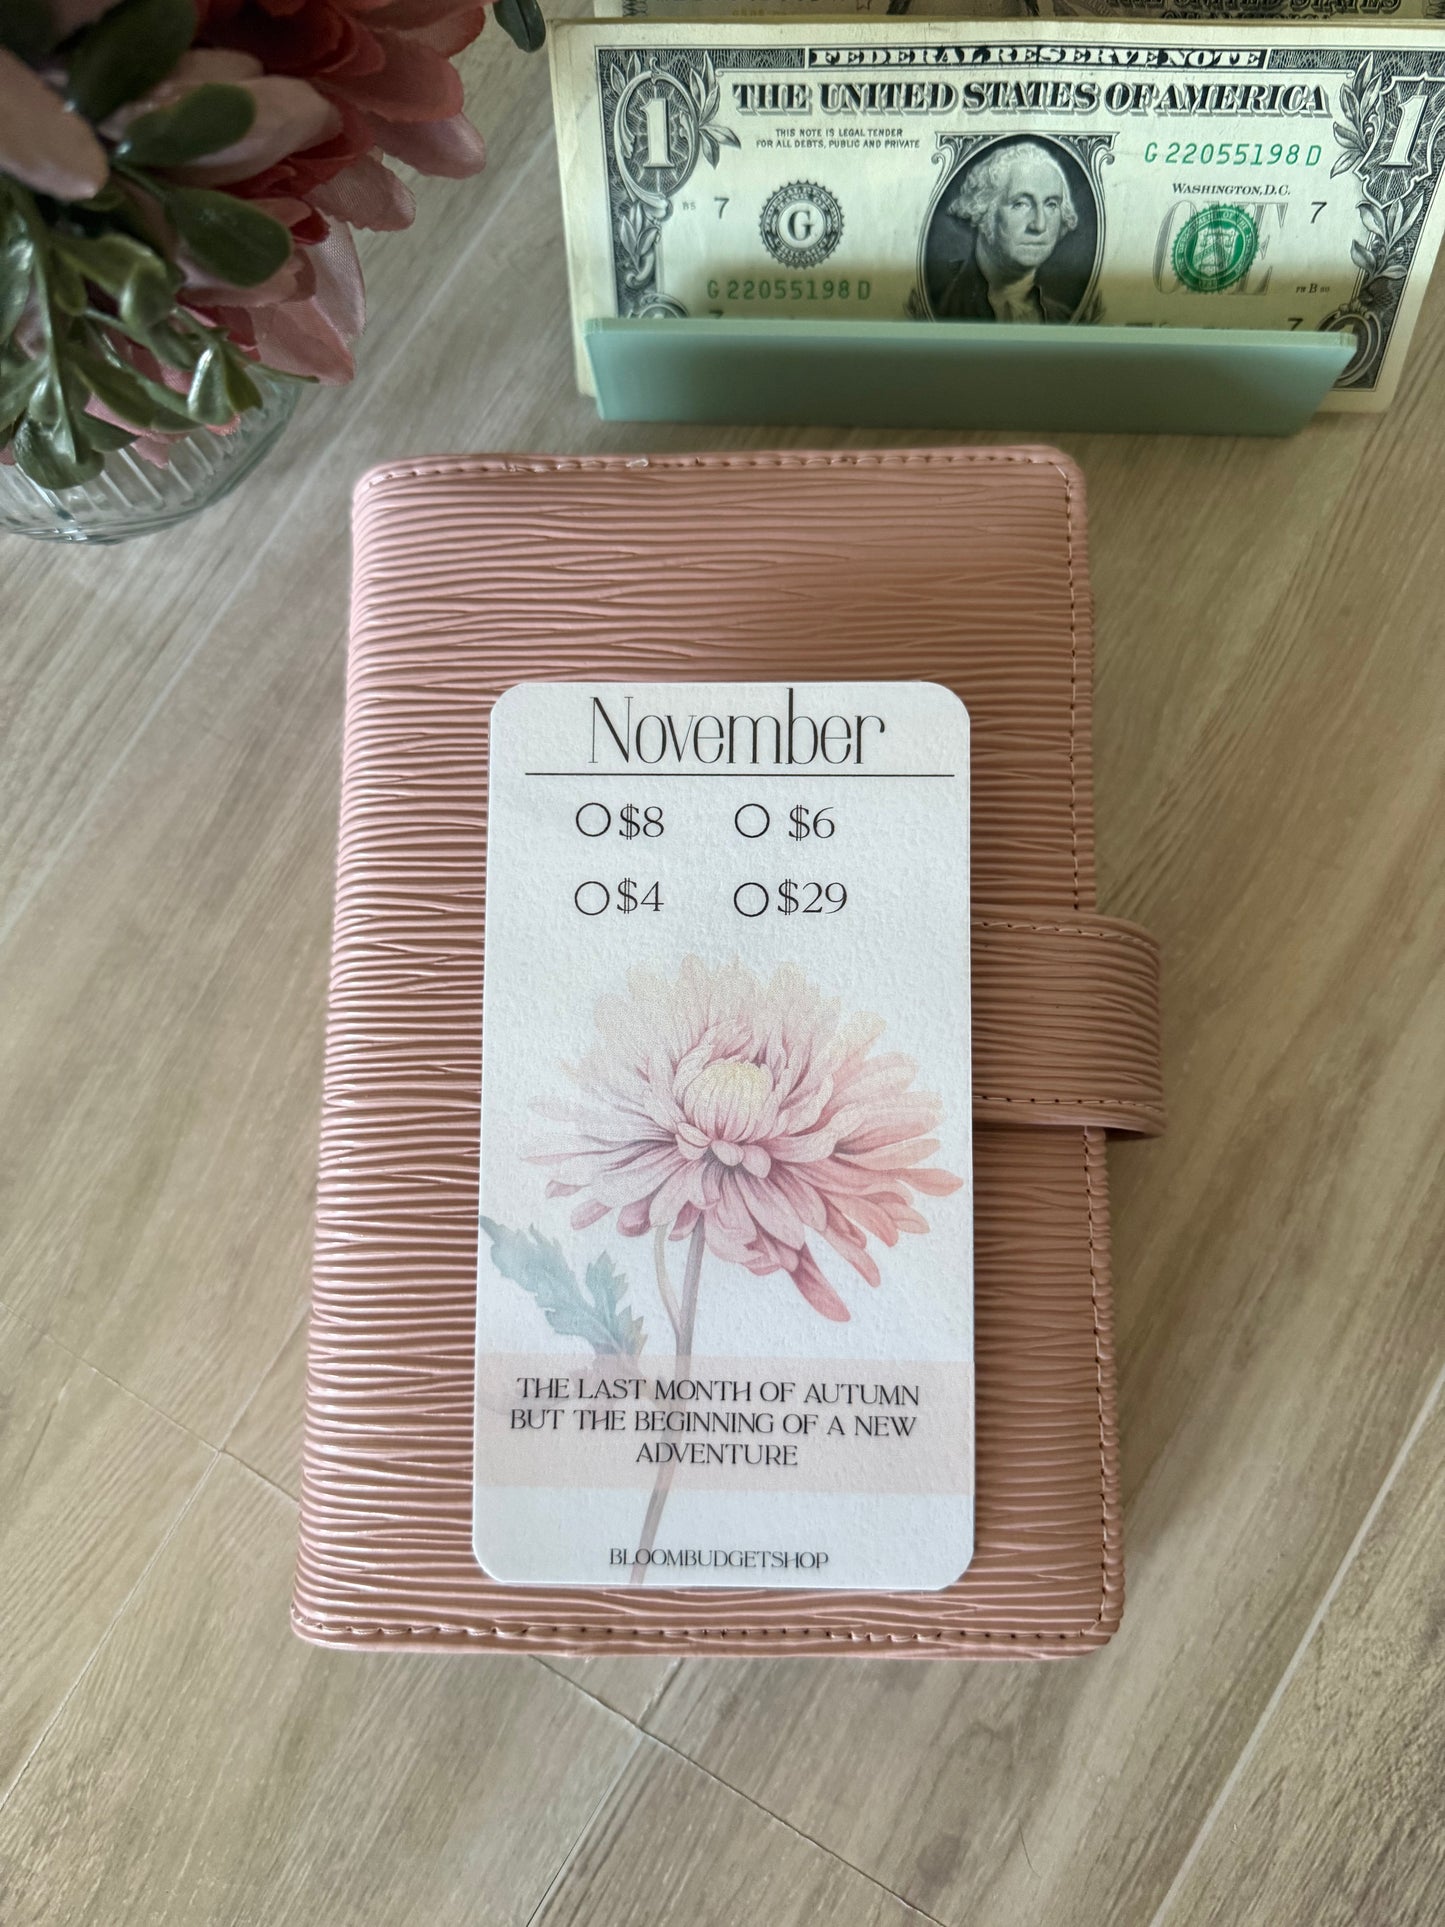 FEDERAL RESERVE NOTE
THE UNITED STATES OF AMERICA
1
1
THIS NOTE IS LEGAL TENDER
FOR ALL DEBTS, PUBLIC AND PRIVATE
G 22055198 D
WASHINGTON, D.C.
7
G
ONE
7
G 22055198 D
7
7
November
$8
$6
$4
$29
THE LAST MONTH OF AUTUMN
BUT THE BEGINNING OF A NEW
ADVENTURE
BLOOMBUDGETSHOP